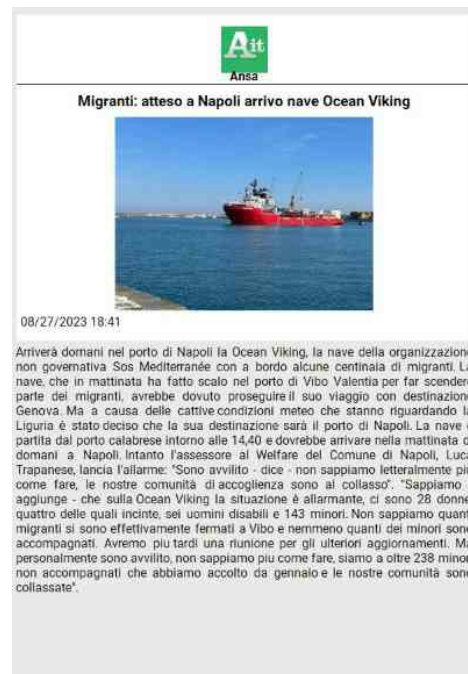 Ait
Ansa
Migranti: atteso a Napoli arrivo nave Ocean Viking
08/27/2023 18:41
Arriverà domani nel porto di Napoli la Ocean Viking, la nave della organizzazione
non governativa Sos Mediterranée con a bordo alcune centinaia di migranti. La
nave, che in mattinata ha fatto scalo nel porto di Vibo Valentia per far scendere
parte dei migranti, avrebbe dovuto proseguire il suo viaggio con destinazione
Genova. Ma a causa delle cattive condizioni meteo che stanno riguardando la
Liguria è stato deciso che la sua destinazione sarà il porto di Napoli. La nave
partita dal porto calabrese intorno alle 14,40 e dovrebbe arrivare nella mattinata di
domani a Napoli. Intanto l'assessore al Welfare del Comune di Napoli, Luca
Trapanese, lancia l'allarme: "Sono avvilito - dice - non sappiamo letteralmente più
come fare, le nostre comunità di accoglienza sono al collasso". "Sappiamo
aggiunge - che sulla Ocean Viking la situazione è allarmante, ci sono 28 donne
quattro delle quali incinte, sei uomini disabili e 143 minori. Non sappiamo quanti
migranti si sono effettivamente fermati a Vibo e nemmeno quanti dei minori sono
accompagnati. Avremo piu tardi una riunione per gli ulteriori aggiornamenti. Ma
personalmente sono avvilito, non sappiamo piu come fare, siamo a oltre 238 minori
non accompagnati che abbiamo accolto da gennaio e le nostre comunità sono
collassate".